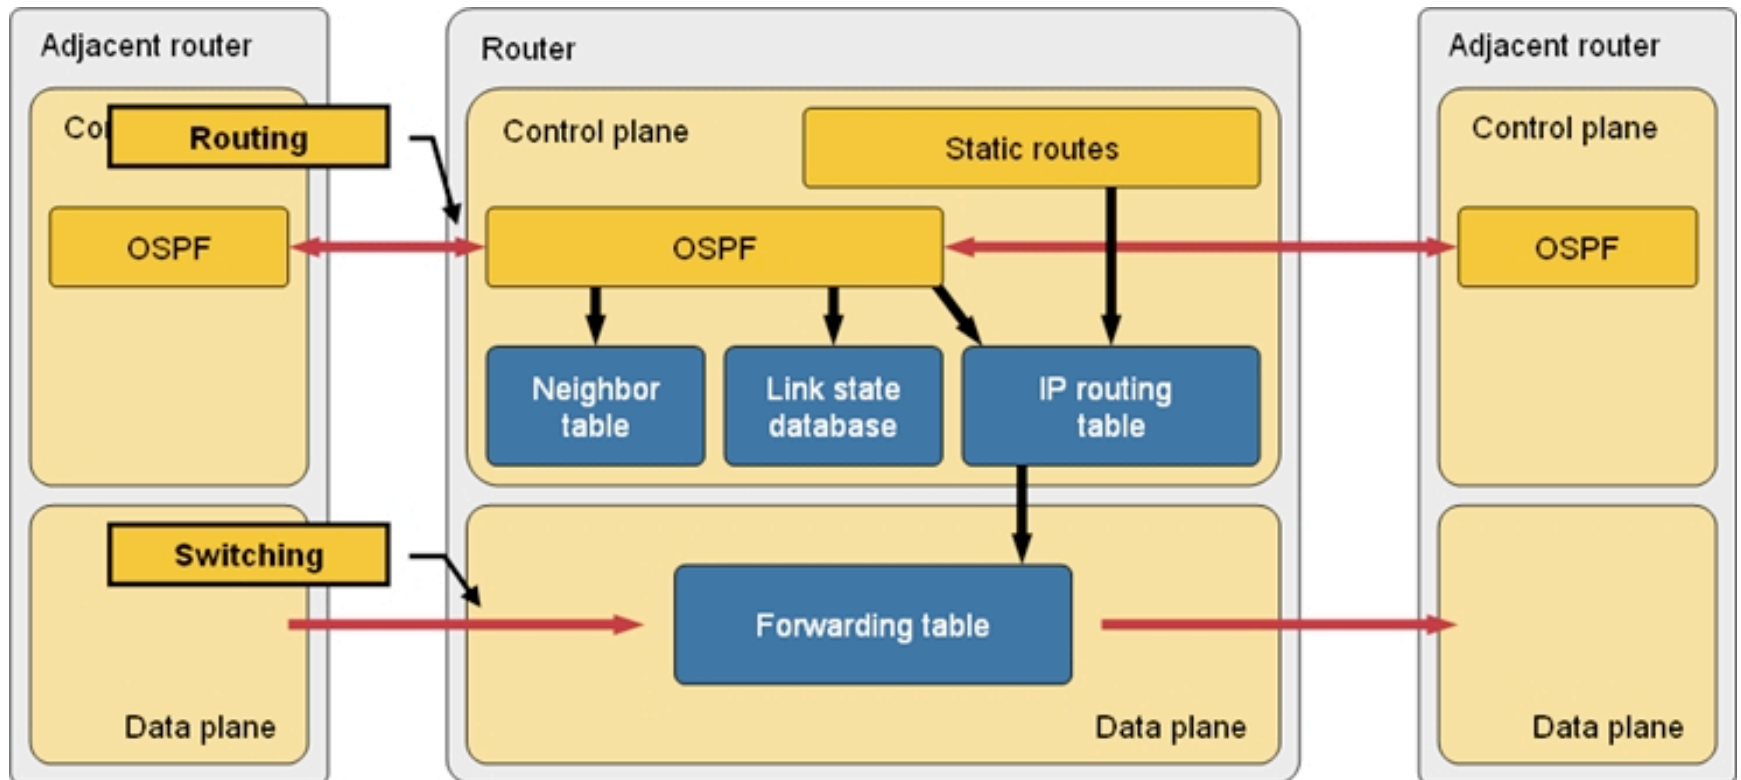 Adjacent router
Router
Adjacent router
Routing
Control plane
Static routes
Control plane
OSPF
OSPF
OSPF
Neighbor
table
Link state
database
IP routing
table
Switching
Forwarding table
Data plane
Data plane
Data plane